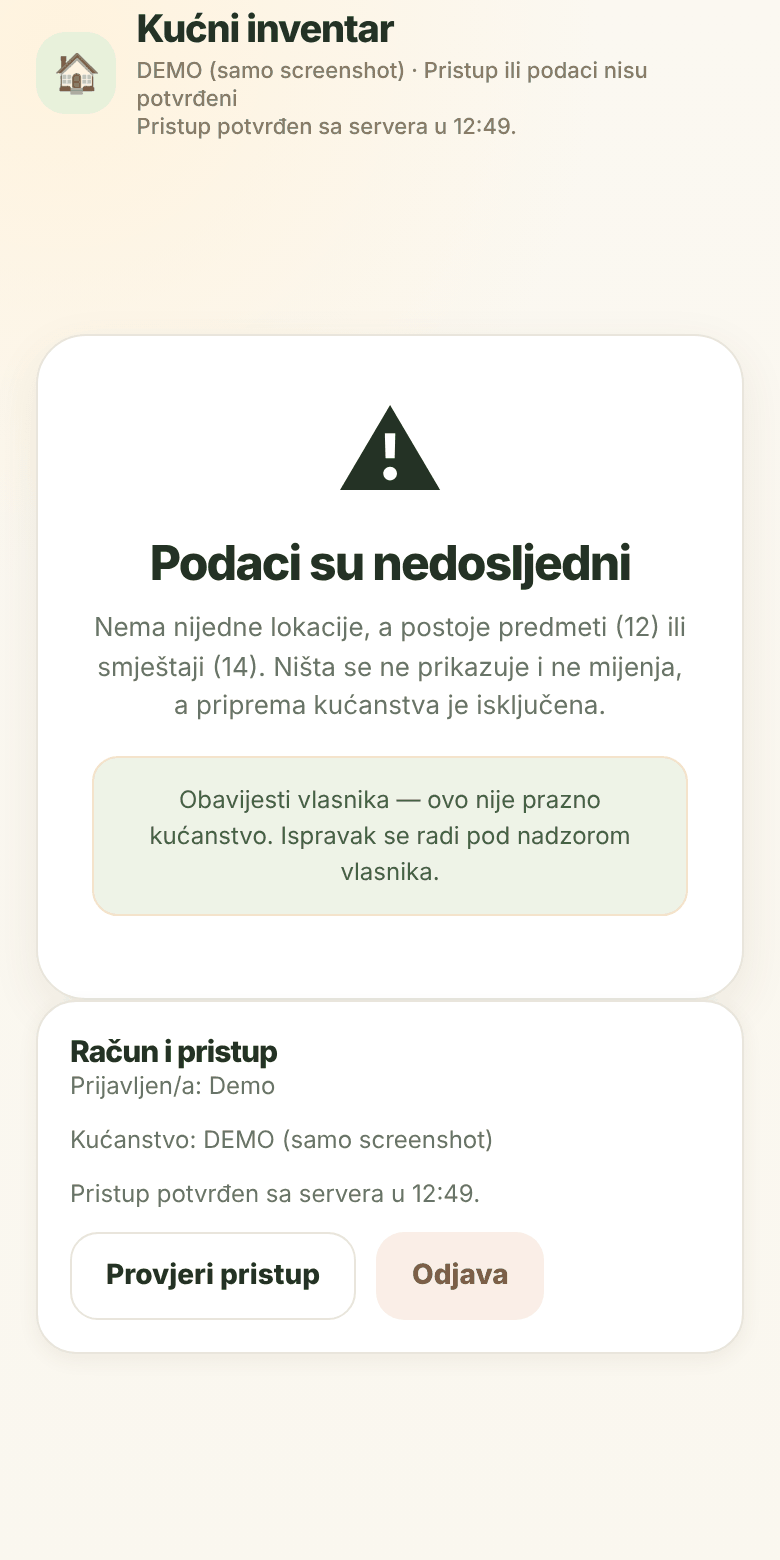 Kućni inventar
DEMO (samo screenshot) · Pristup ili podaci nisu
potvrđeni
Pristup potvrđen sa servera u 12:49.
Podaci su nedosljedni
Nema nijedne lokacije, a postoje predmeti (12) ili
smještaji (14). Ništa se ne prikazuje i ne mijenja,
a priprema kućanstva je isključena.
Obavijesti vlasnika — ovo nije prazno
kućanstvo. Ispravak se radi pod nadzorom
vlasnika.
Račun i pristup
Prijavljen/a: Demo
Kućanstvo: DEMO (samo screenshot)
Pristup potvrđen sa servera u 12:49.
Provjeri pristup
Odjava